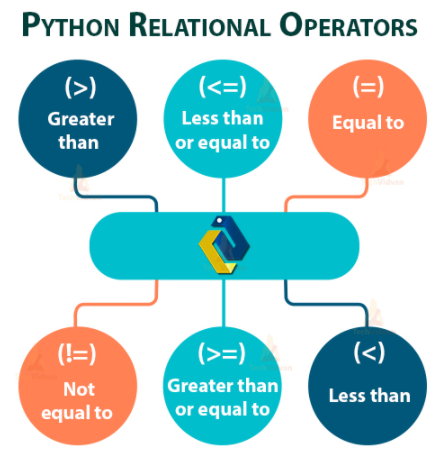 PYTHON RELATIONAL OPERATORS
(>)
Greater
than
(<=)
Less than
or equal to
(=)
Equal to
(!=)
Not
equal to
(>=)
Greater than
or equal to
(<)
Less than